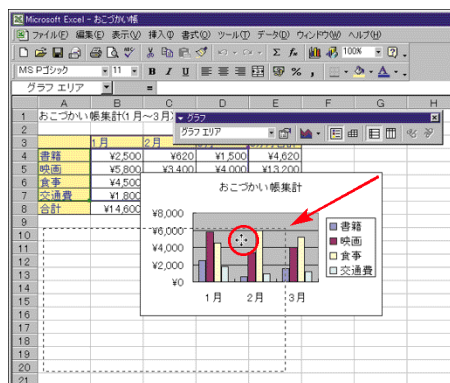 Microsoft Excel - おこづかい帳
ファイル(F) 編集(E) 表示(V) 挿入(I) 書式(O) ツール(T) データ(D) ウィンドウ(W) ヘルプ(H)
100%
MS Pゴシック 11 B I U %
グラフ エリア =
A B C D E F G H
1 おこづかい帳集計(1月～3月)
グラフ
グラフ エリア
2
3 1月 2月
4 書籍 ¥2,500 ¥620 ¥1,500 ¥4,620
5 映画 ¥5,800 ¥3,400 ¥4,000 ¥13,200
6 食事 ¥4,500
7 交通費 ¥1,800
8 合計 ¥14,600
9
10
11
12
13
14
15
16
17
18
19
20
21
おこづかい帳集計
¥8,000
¥6,000
¥4,000
¥2,000
¥0
1月 2月 3月
書籍
映画
食事
交通費